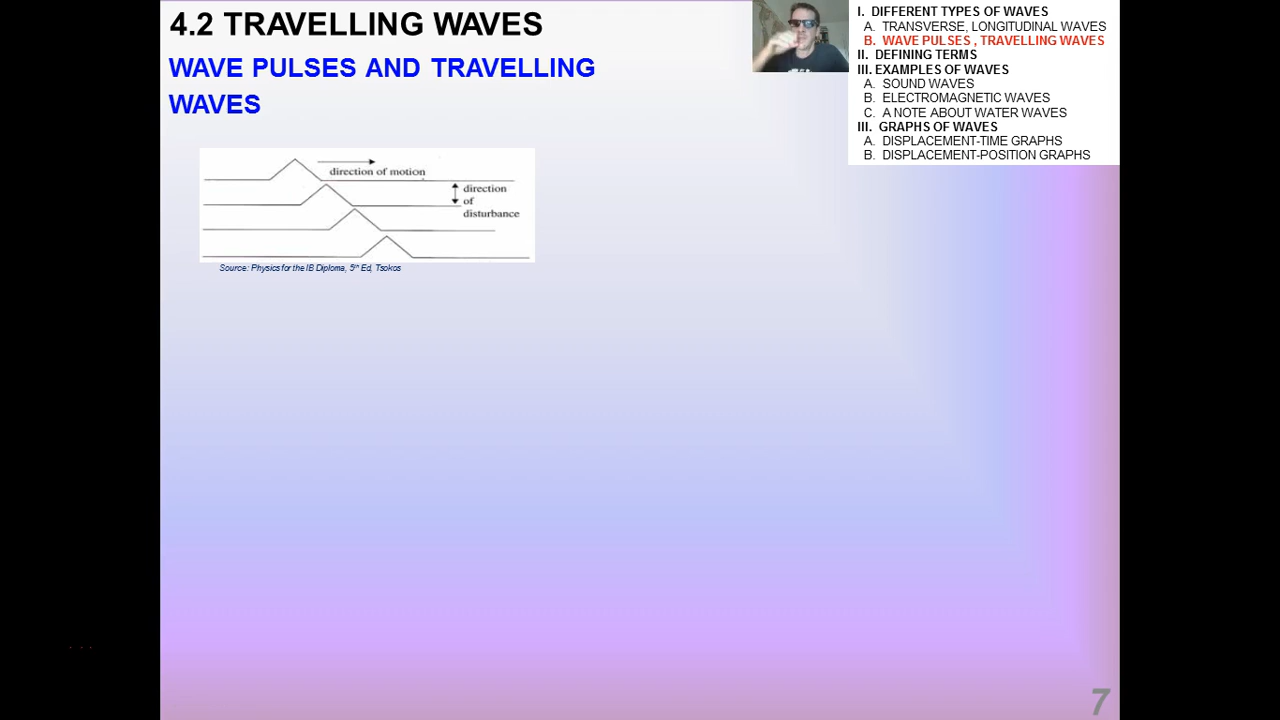 4.2 TRAVELLING WAVES
WAVE PULSES AND TRAVELLING
WAVES
direction of motion
direction
of
disturbance
Source: Physics for the IB Diploma, 5th Ed, Tsokos
I. DIFFERENT TYPES OF WAVES
A. TRANSVERSE, LONGITUDINAL WAVES
B. WAVE PULSES , TRAVELLING WAVES
II. DEFINING TERMS
III. EXAMPLES OF WAVES
A. SOUND WAVES
B. ELECTROMAGNETIC WAVES
C. A NOTE ABOUT WATER WAVES
III. GRAPHS OF WAVES
A. DISPLACEMENT-TIME GRAPHS
B. DISPLACEMENT-POSITION GRAPHS
7